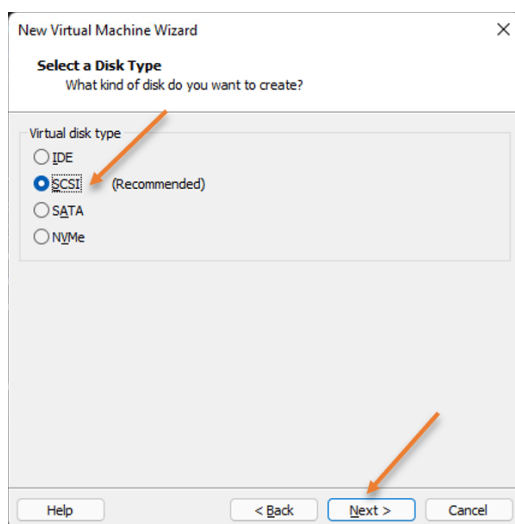 New Virtual Machine Wizard
Select a Disk Type
What kind of disk do you want to create?
Virtual disk type
IDE
SCSI (Recommended)
SATA
NVMe
Help < Back Next > Cancel